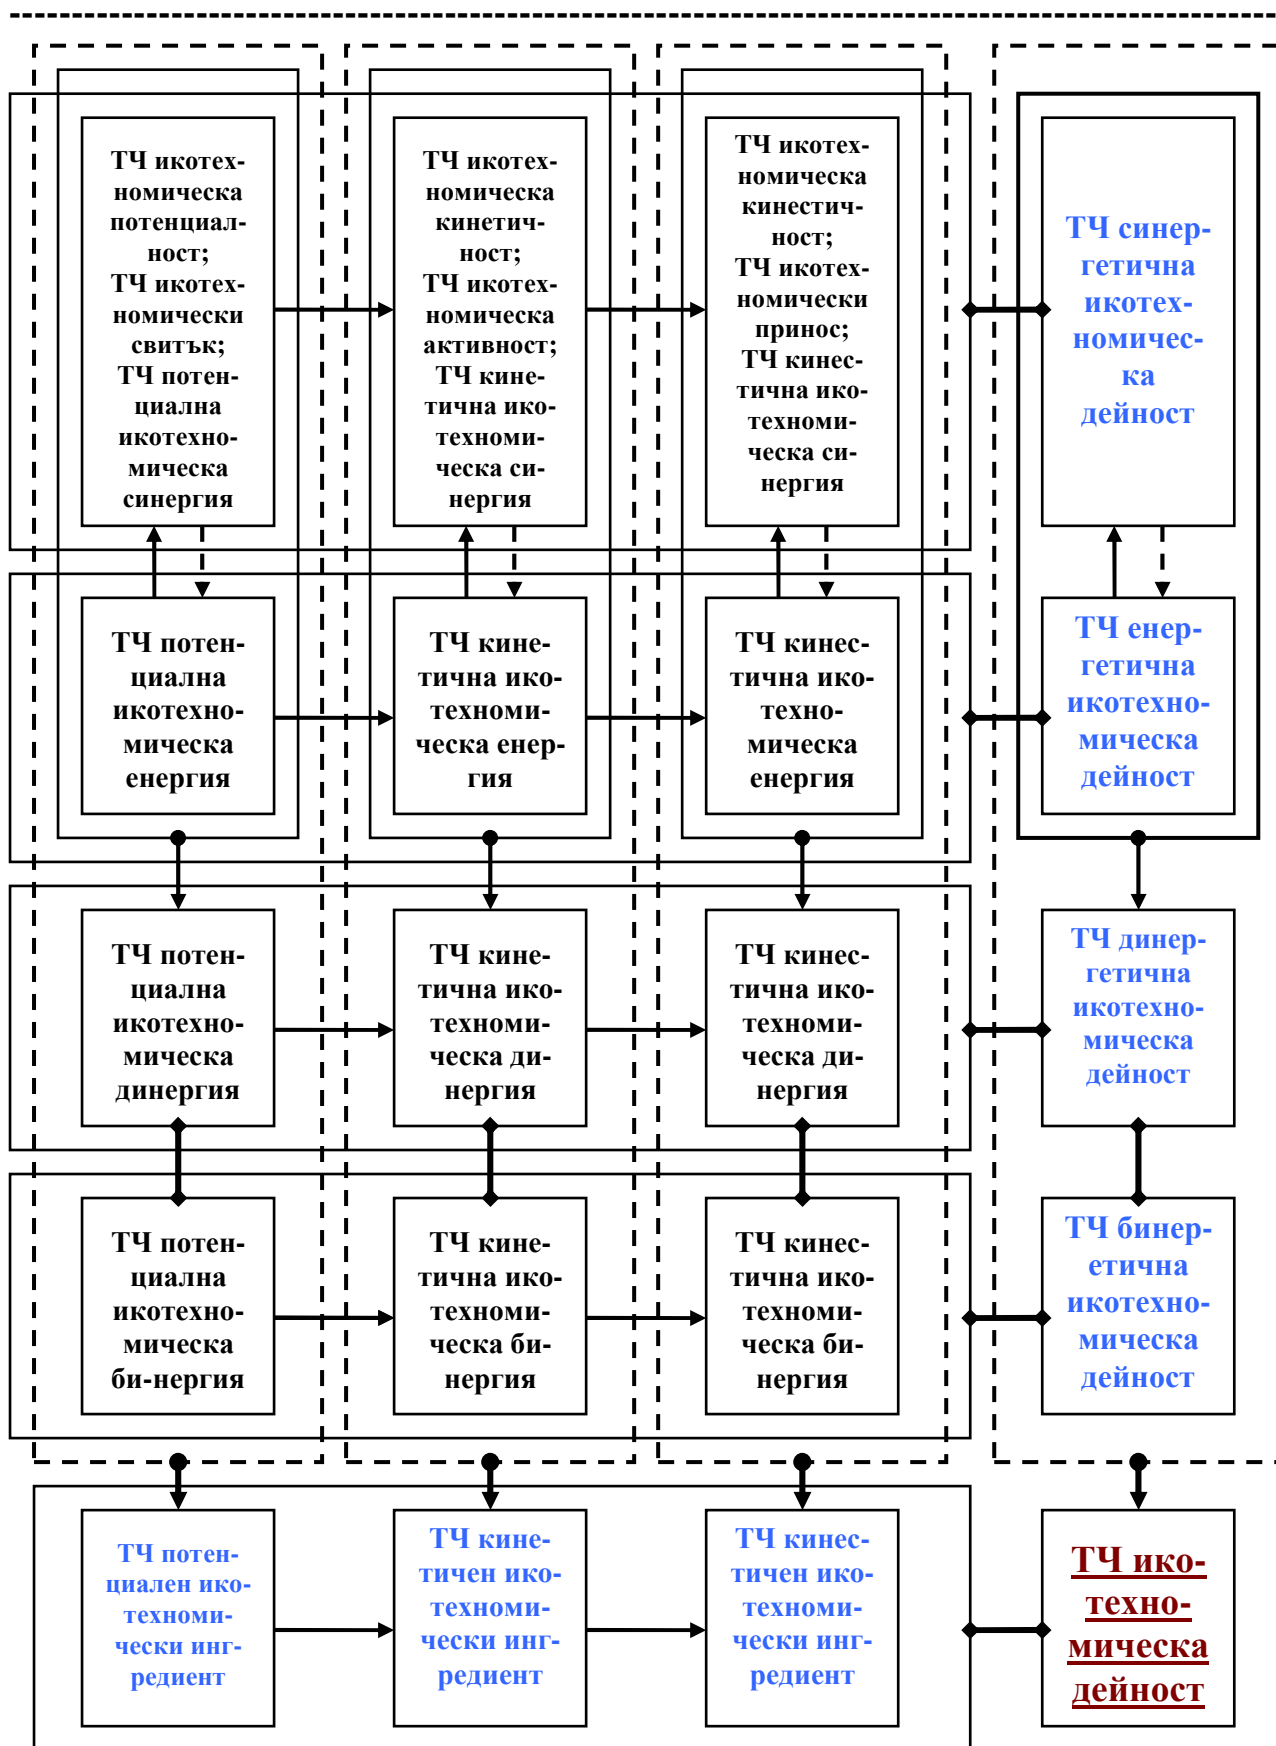 ТЧ икотех-
номическа
потенциал-
ност;
ТЧ икотех-
номически
свитък;
ТЧ потен-
циална
икотехно-
мическа
синергия
ТЧ икотех-
номическа
кинетич-
ност;
ТЧ икотех-
номическа
активност;
ТЧ кине-
тична ико-
техноми-
ческа си-
нергия
ТЧ икотех-
номическа
кинестич-
ност;
ТЧ икотех-
номически
принос;
ТЧ кинес-
тична ико-
техноми-
ческа си-
нергия
ТЧ синер-
гетична
икотех-
номичес-
ка
дейност
ТЧ потен-
циална
икотехно-
мическа
енергия
ТЧ кине-
тична ико-
техноми-
ческа енер-
гия
ТЧ кинес-
тична ико-
техно-
мическа
енергия
ТЧ енер-
гетична
икотехно-
мическа
дейност
ТЧ потен-
циална
икотехно-
мическа
динергия
ТЧ кине-
тична ико-
техноми-
ческа ди-
нергия
ТЧ кинес-
тична ико-
техноми-
ческа ди-
нергия
ТЧ динер-
гетична
икотехно-
мическа
дейност
ТЧ потен-
циална
икотехно-
мическа
би-нергия
ТЧ кине-
тична ико-
техноми-
ческа би-
нергия
ТЧ кинес-
тична ико-
техноми-
ческа би-
нергия
ТЧ бинер-
етична
икотехно-
мическа
дейност
ТЧ потен-
циален ико-
техноми-
чески инг-
редиент
ТЧ кине-
тичен ико-
техноми-
чески инг-
редиент
ТЧ кинес-
тичен ико-
техноми-
чески инг-
редиент
ТЧ ико-
техно-
мическа
дейност